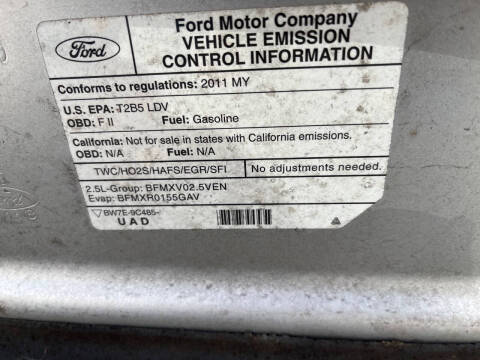 Ford
Ford Motor Company
VEHICLE EMISSION
CONTROL INFORMATION
Conforms to regulations: 2011 MY
U.S. EPA: T2B5 LDV
OBD: F II Fuel: Gasoline
California: Not for sale in states with California emissions.
OBD: N/A Fuel: N/A
TWC/HO2S/HAFS/EGR/SFI No adjustments needed.
2.5L-Group: BFMXV02.5VEN
Evap: BFMXR0155GAV
BW7E-9C485-
UAD